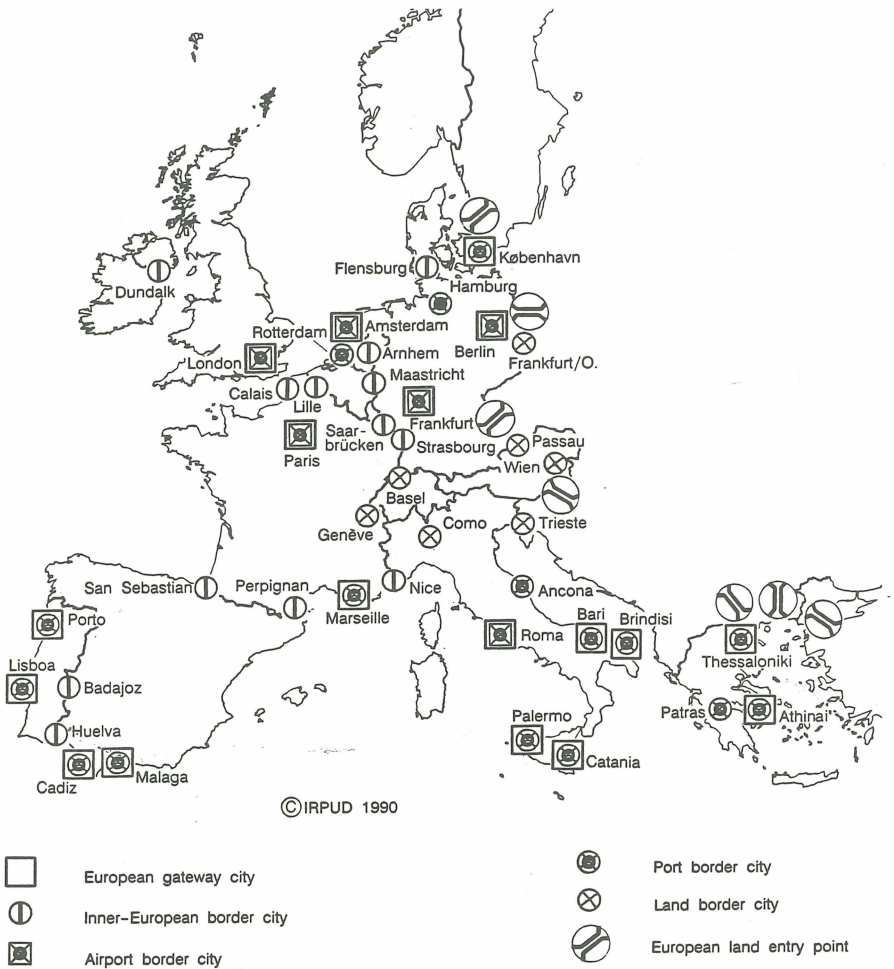 København
Flensburg
Hamburg
Dundalk
Rotterdam
Amsterdam
London
Arnhem
Berlin
Frankfurt/O.
Maastricht
Calais
Lille
Saar-
brücken
Frankfurt
Strasbourg
Passau
Paris
Wien
Basel
Genève
Como
Trieste
San Sebastian
Perpignan
Nice
Ancona
Marseille
Porto
Roma
Bari
Brindisi
Thessaloniki
Lisboa
Badajoz
Patras
Athinai
Huelva
Palermo
Cadiz
Malaga
Catania
© IRPUD 1990
European gateway city
Inner-European border city
Airport border city
Port border city
Land border city
European land entry point